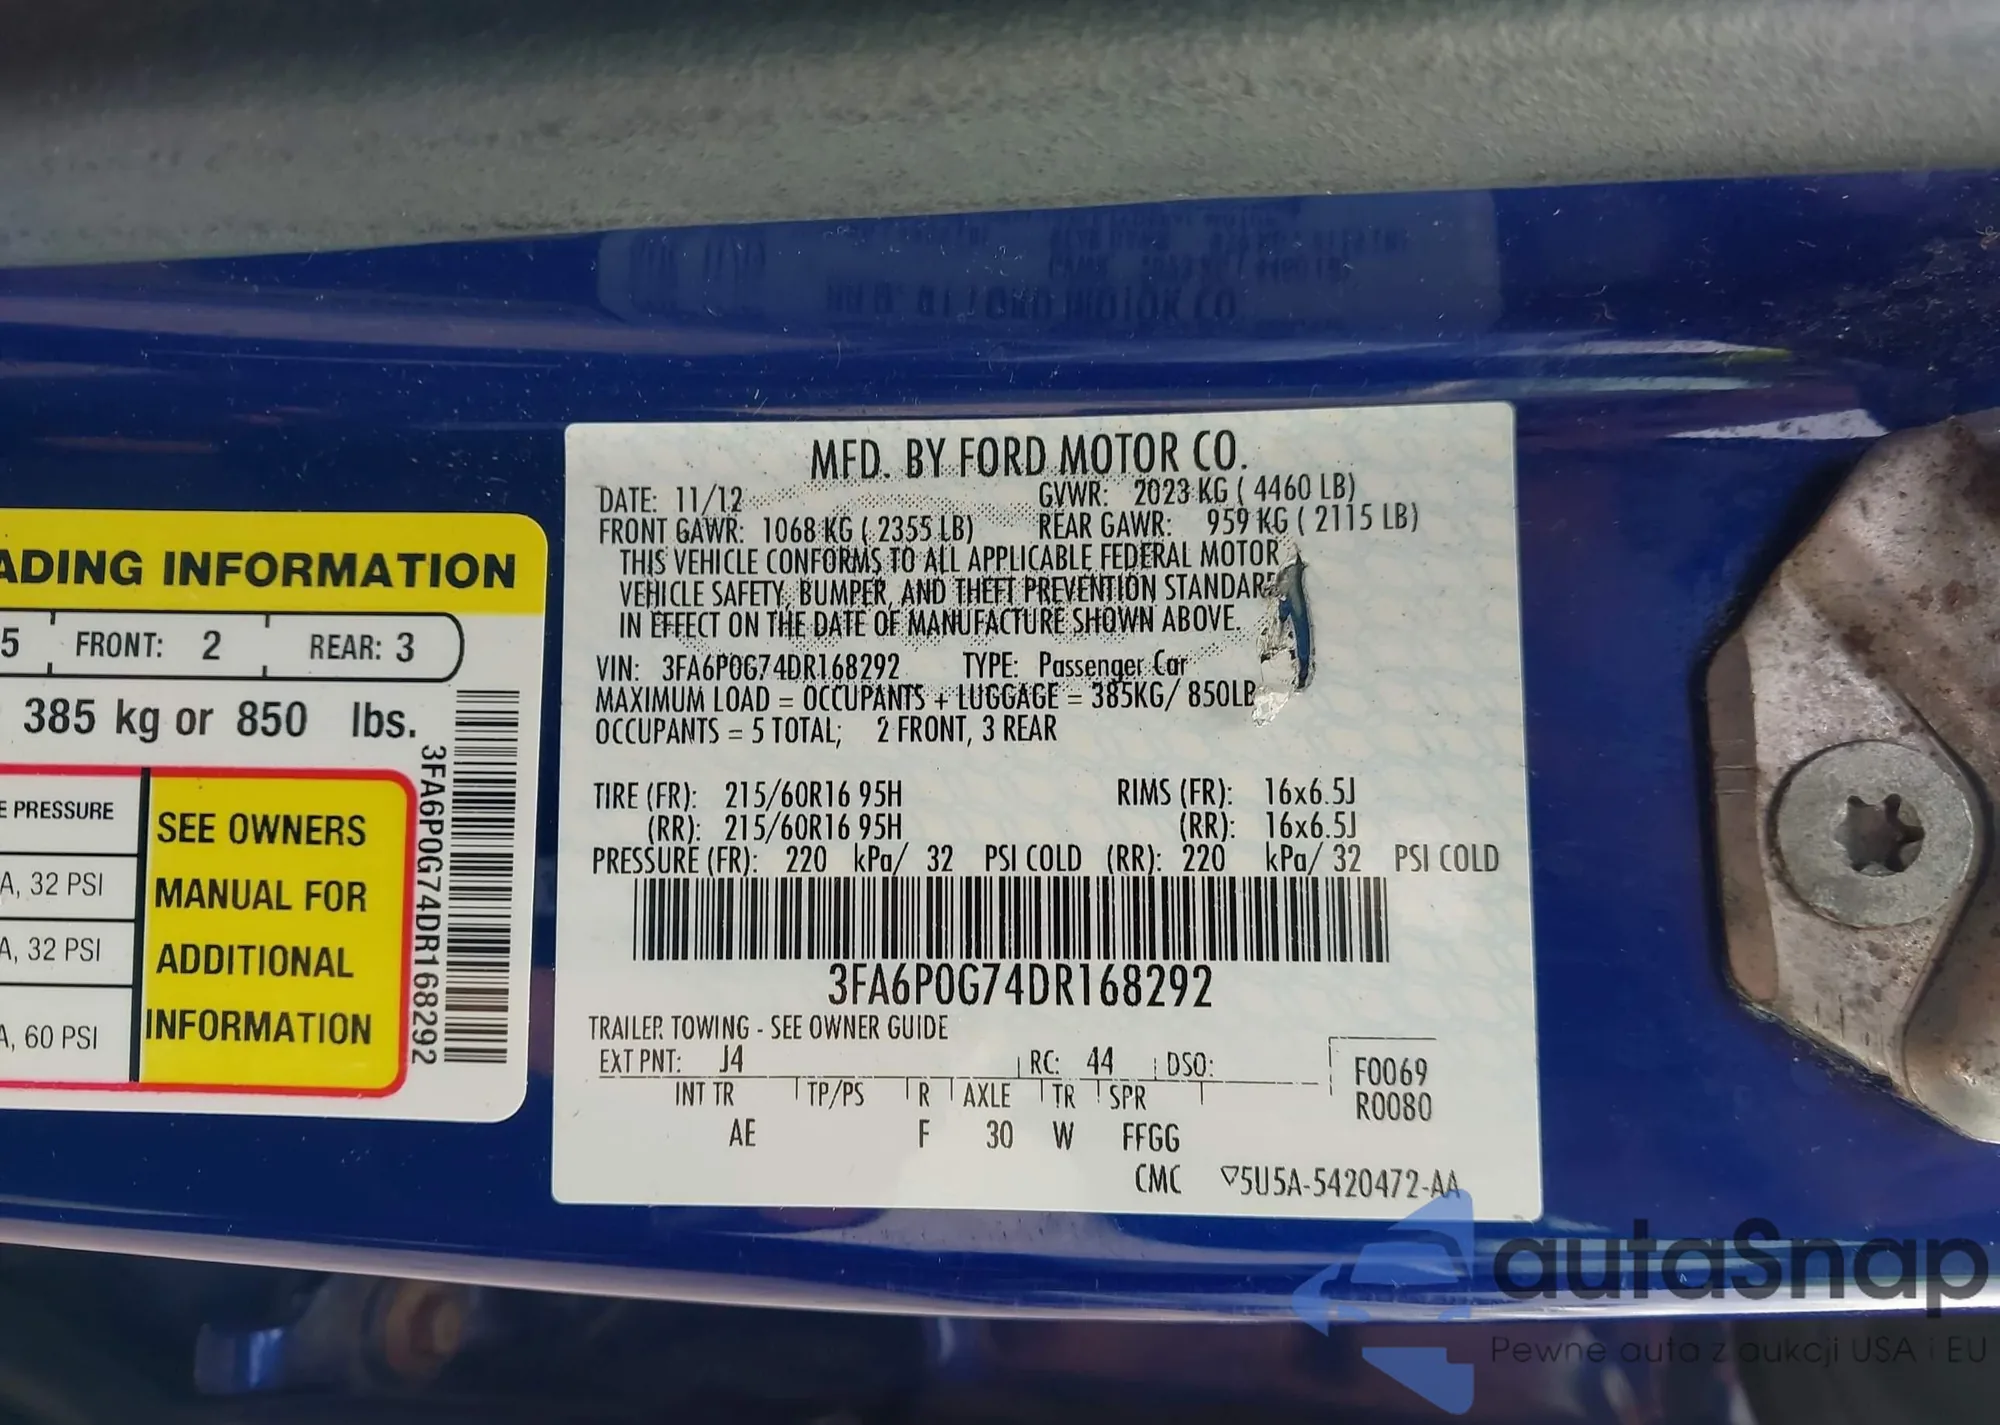 ADING INFORMATION
5 FRONT: 2 REAR: 3
385 kg or 850 lbs.
E PRESSURE
A, 32 PSI
A, 32 PSI
A, 60 PSI
SEE OWNERS
MANUAL FOR
ADDITIONAL
INFORMATION
3FA6P0G74DR168292
MFD. BY FORD MOTOR CO.
DATE: 11/12 GVWR: 2023 KG ( 4460 LB)
FRONT GAWR: 1068 KG ( 2355 LB) REAR GAWR: 959 KG ( 2115 LB)
THIS VEHICLE CONFORMS TO ALL APPLICABLE FEDERAL MOTOR
VEHICLE SAFETY, BUMPER, AND THEFT PREVENTION STANDAR
IN EFFECT ON THE DATE OF MANUFACTURE SHOWN ABOVE.
VIN: 3FA6P0G74DR168292 TYPE: Passenger Car
MAXIMUM LOAD = OCCUPANTS + LUGGAGE = 385KG/ 850LB
OCCUPANTS = 5 TOTAL; 2 FRONT, 3 REAR
TIRE (FR): 215/60R16 95H RIMS (FR): 16x6.5J
(RR): 215/60R16 95H (RR): 16x6.5J
PRESSURE (FR): 220 kPa/ 32 PSI COLD (RR): 220 kPa/ 32 PSI COLD
3FA6P0G74DR168292
TRAILER TOWING - SEE OWNER GUIDE
EXT PNT: J4 RC: 44 DSO:
F0069
R0080
INT TR TP/PS R AXLE TR SPR
AE F 30 W FFGG
CMC ▽5U5A-5420472-AA
autaSnap
Pewne auta z aukcji USA i EU